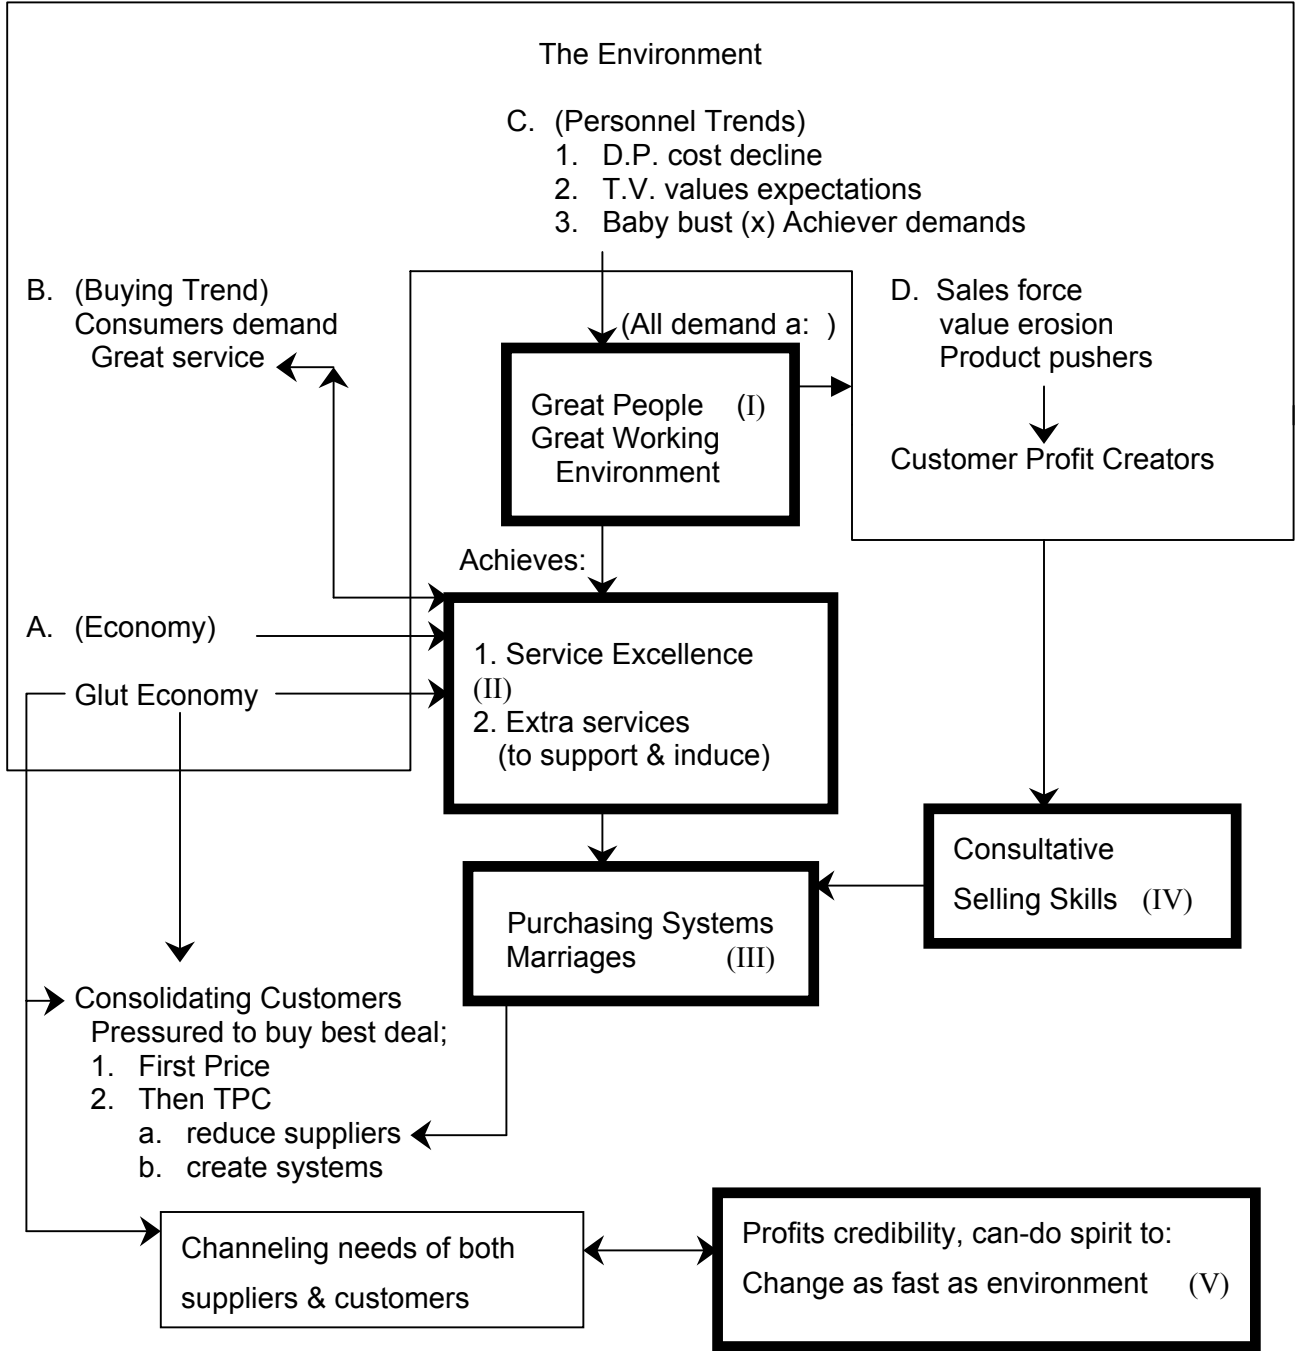 The Environment
C. (Personnel Trends)
1. D.P. cost decline
2. T.V. values expectations
3. Baby bust (x) Achiever demands
B. (Buying Trend)
Consumers demand
Great service
(All demand a: )
D. Sales force
value erosion
Product pushers
Customer Profit Creators
Great People (I)
Great Working
Environment
Achieves:
A. (Economy)
Glut Economy
1. Service Excellence
(II)
2. Extra services
(to support & induce)
Consultative
Selling Skills (IV)
Purchasing Systems
Marriages (III)
Consolidating Customers
Pressured to buy best deal;
1. First Price
2. Then TPC
a. reduce suppliers
b. create systems
Channeling needs of both
suppliers & customers
Profits credibility, can-do spirit to:
Change as fast as environment (V)